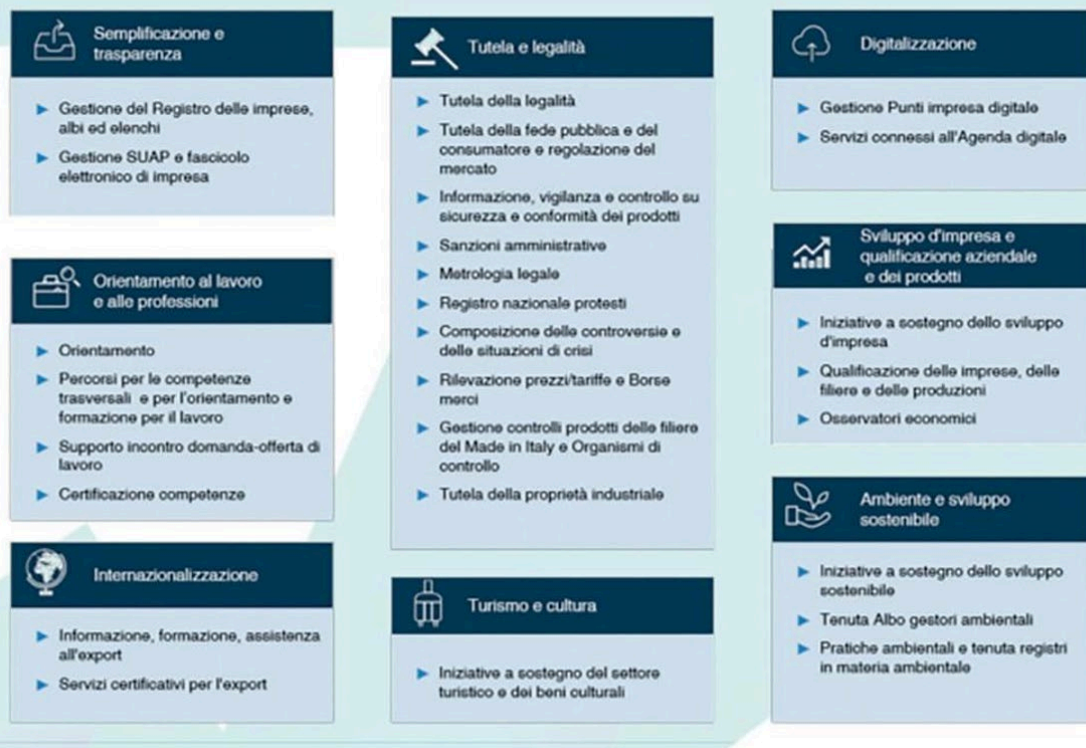 Semplificazione e
trasparenza
Gestione del Registro delle imprese,
albi ed elenchi
Gestione SUAP e fascicolo
elettronico di impresa
Orientamento al lavoro
e alle professioni
Orientamento
Percorsi per le competenze
trasversali e per l'orientamento e
formazione per il lavoro
Supporto incontro domanda-offerta di
lavoro
Certificazione competenze
Internazionalizzazione
Informazione, formazione, assistenza
all'export
Servizi certificativi per l'export
Tutela e legalità
Tutela della legalità
Tutela della fede pubblica e del
consumatore e regolazione del
mercato
Informazione, vigilanza e controllo su
sicurezza e conformità dei prodotti
Sanzioni amministrative
Metrologia legale
Registro nazionale protesti
Composizione delle controversie e
delle situazioni di crisi
Rilevazione prezzi/tariffe e Borse
merci
Gestione controlli prodotti delle filiere
del Made in Italy e Organismi di
controllo
Tutela della proprietà industriale
Turismo e cultura
Iniziative a sostegno del settore
turistico e dei beni culturali
Digitalizzazione
Gestione Punti impresa digitale
Servizi connessi all'Agenda digitale
Sviluppo d'impresa e
qualificazione aziendale
e dei prodotti
Iniziative a sostegno dello sviluppo
d'impresa
Qualificazione delle imprese, delle
filiere e delle produzioni
Osservatori economici
Ambiente e sviluppo
sostenibile
Iniziative a sostegno dello sviluppo
sostenibile
Tenuta Albo gestori ambientali
Pratiche ambientali e tenuta registri
in materia ambientale